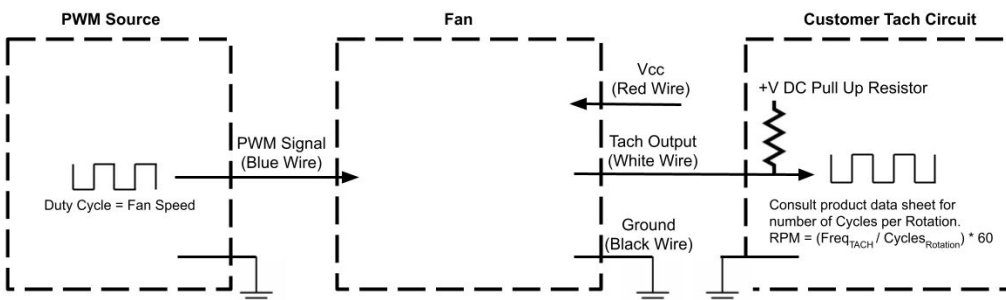 PWM Source
Fan
Customer Tach Circuit
Vcc
(Red Wire)
+V DC Pull Up Resistor
PWM Signal
(Blue Wire)
Tach Output
(White Wire)
Duty Cycle = Fan Speed
Consult product data sheet for
number of Cycles per Rotation.
RPM = (Freq_TACH / Cycles_Rotation) * 60
Ground
(Black Wire)